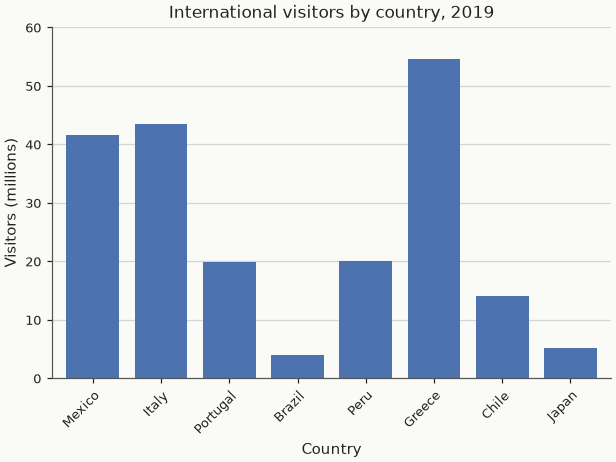 International visitors by country, 2019
Visitors (millions)
60
50
40
30
20
10
0
Mexico
Italy
Portugal
Brazil
Peru
Greece
Chile
Japan
Country